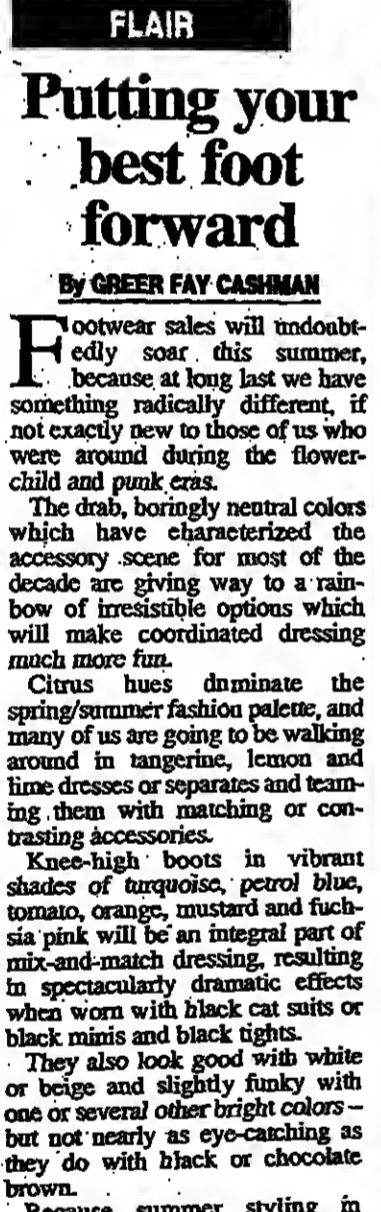 FLAIR
Putting your
best foot
forward
By GREER FAY CASHMAN
Footwear sales will undoubt-
edly soar this summer,
because at long last we have
something radically different, if
not exactly new to those of us who
were around during the flower-
child and punk eras.
The drab, boringly neutral colors
which have characterized the
accessory scene for most of the
decade are giving way to a rain-
bow of irresistible options which
will make coordinated dressing
much more fun.
Citrus hues dnminate the
spring/summer fashion palette, and
many of us are going to be walking
around in tangerine, lemon and
lime dresses or separates and team-
ing them with matching or con-
trasting accessories.
Knee-high boots in vibrant
shades of turquoise, petrol blue,
tomato, orange, mustard and fuch-
sia pink will be an integral part of
mix-and-match dressing, resulting
in spectacularly dramatic effects
when worn with black cat suits or
black minis and black tights.
They also look good with white
or beige and slightly funky with
one or several other bright colors –
but not nearly as eye-catching as
they do with black or chocolate
brown.
Because summer styling in